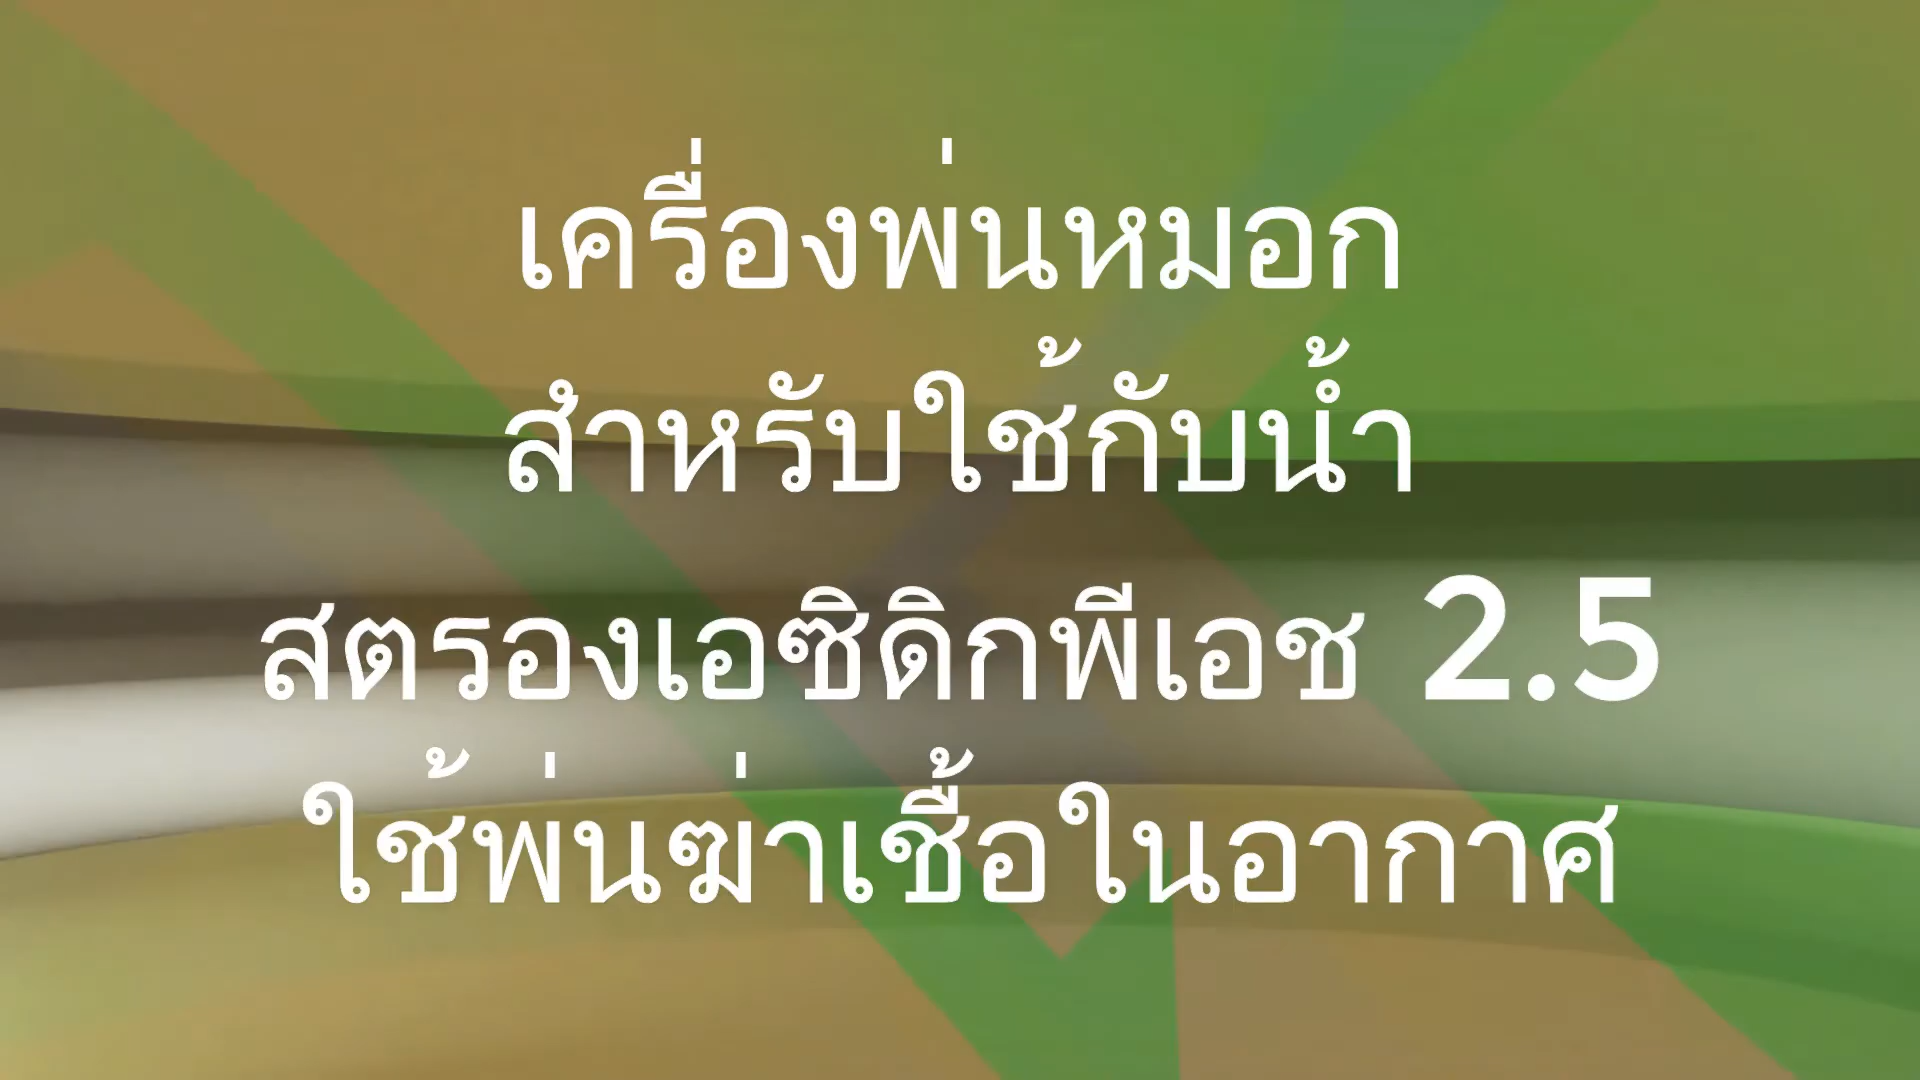 เครื่องพ่นหมอก
สำหรับใช้กับน้ำ
สตรองเอซิดิกพีเอช 2.5
ใช้พ่นฆ่าเชื้อในอากาศ